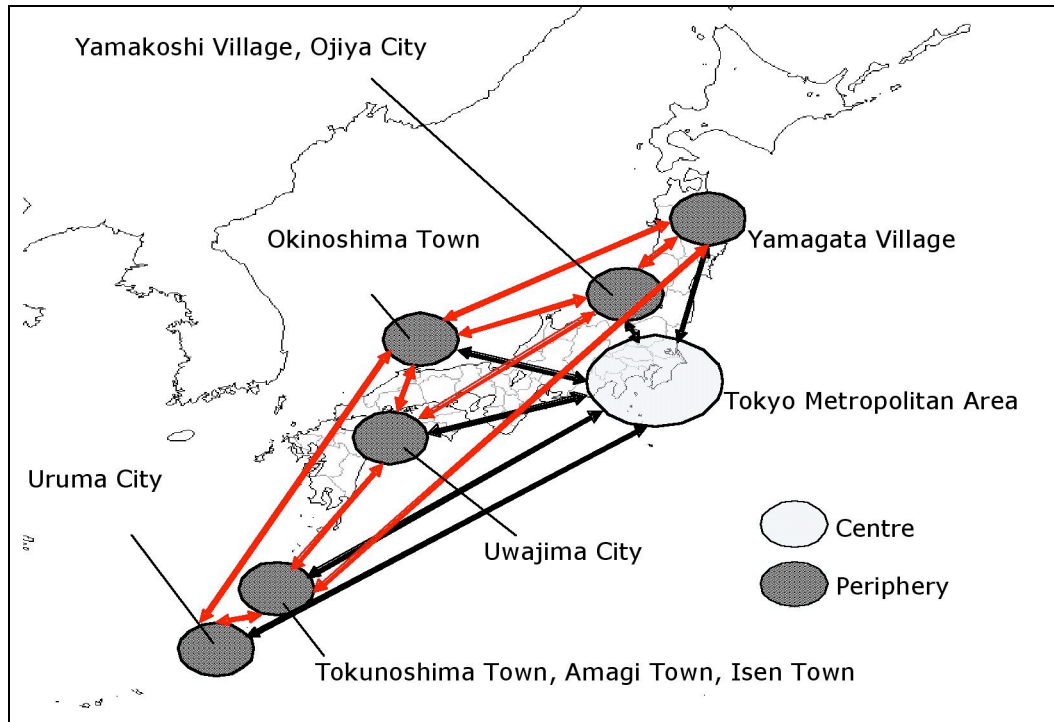 Yamakoshi Village, Ojiya City
Okinoshima Town
Yamagata Village
Tokyo Metropolitan Area
Uruma City
Uwajima City
Centre
Periphery
Tokunoshima Town, Amagi Town, Isen Town